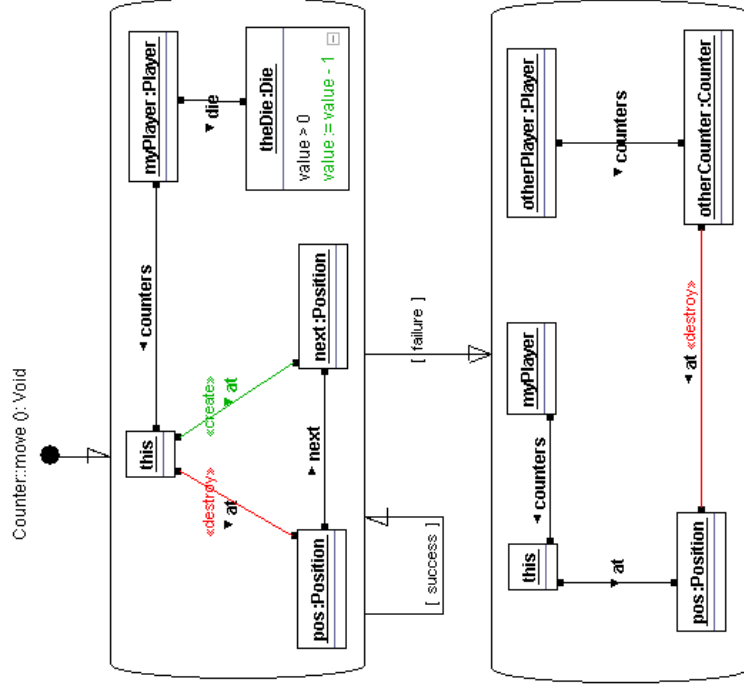 Counter::move (): Void
myPlayer :Player
die
theDie :Die
value > 0
value := value - 1
counters
this
«create»
at
«destroy»
at
next :Position
next
pos :Position
[ success ]
[ failure ]
otherPlayer :Player
counters
otherCounter :Counter
myPlayer
counters
this
at
at «destroy»
pos :Position